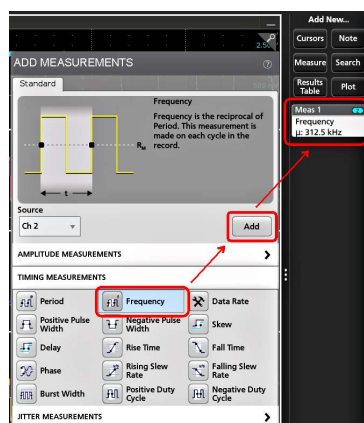 Add New...
2.50
Cursors
Note
ADD MEASUREMENTS
Measure
Search
Standard
Results
Table
Plot
Frequency
Frequency is the reciprocal of
Period. This measurement is
made on each cycle in the
record.
RM
t
Meas 1
2
Frequency
µ: 312.5 kHz
Source
Ch 2
Add
AMPLITUDE MEASUREMENTS
TIMING MEASUREMENTS
Period
Frequency
Data Rate
Positive Pulse
Width
Negative Pulse
Width
Skew
Delay
Rise Time
Fall Time
Phase
Rising Slew
Rate
Falling Slew
Rate
Burst Width
Positive Duty
Cycle
Negative Duty
Cycle
JITTER MEASUREMENTS